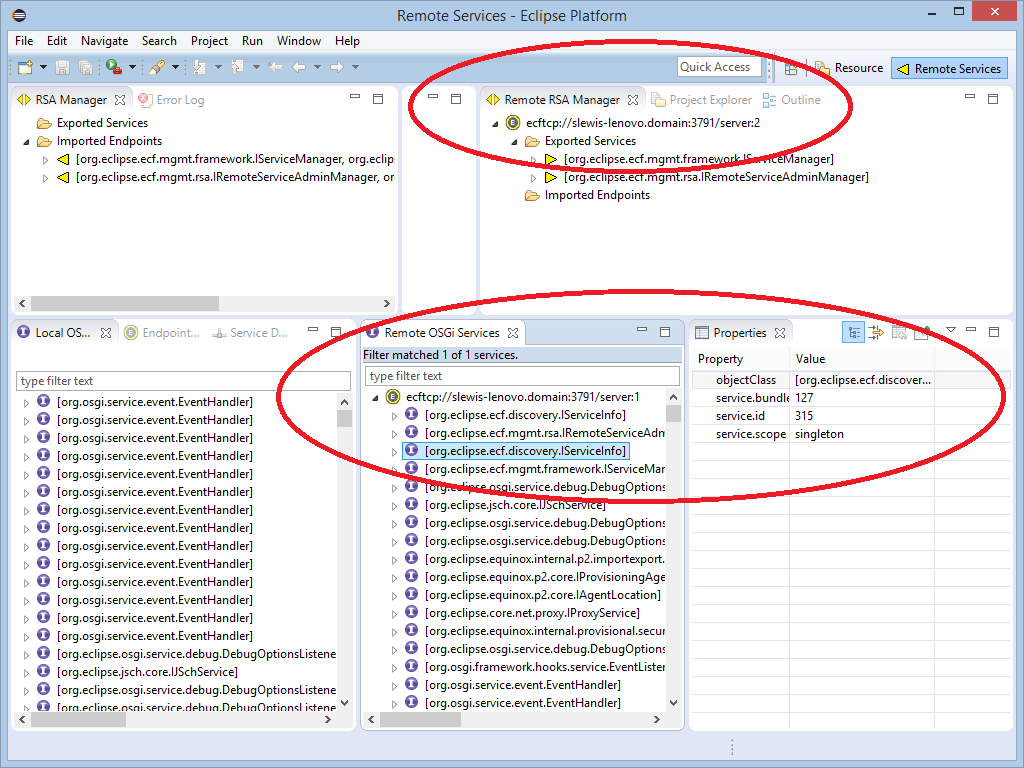 Remote Services - Eclipse Platform
File Edit Navigate Search Project Run Window Help
Quick Access
Resource
Remote Services
RSA Manager
Error Log
Exported Services
Imported Endpoints
[org.eclipse.ecf.mgmt.framework.IServiceManager, org.eclip
[org.eclipse.ecf.mgmt.rsa.IRemoteServiceAdminManager, or
Remote RSA Manager
Project Explorer
Outline
ecftcp://slewis-lenovo.domain:3791/server:2
Exported Services
[org.eclipse.ecf.mgmt.framework.IServiceManager]
[org.eclipse.ecf.mgmt.rsa.IRemoteServiceAdminManager]
Imported Endpoints
Local OS...
Endpoint...
Service D...
type filter text
[org.osgi.service.event.EventHandler]
[org.osgi.service.event.EventHandler]
[org.osgi.service.event.EventHandler]
[org.osgi.service.event.EventHandler]
[org.osgi.service.event.EventHandler]
[org.osgi.service.event.EventHandler]
[org.osgi.service.event.EventHandler]
[org.osgi.service.event.EventHandler]
[org.osgi.service.event.EventHandler]
[org.osgi.service.event.EventHandler]
[org.osgi.service.event.EventHandler]
[org.osgi.service.event.EventHandler]
[org.osgi.service.event.EventHandler]
[org.osgi.service.event.EventHandler]
[org.eclipse.osgi.service.debug.DebugOptionsListene
[org.eclipse.jsch.core.IJSchService]
[org.eclipse.osgi.service.debug.DebugOptionsListene
[org.eclipse.osgi.service.debug.DebugOptionsListene
Remote OSGi Services
Filter matched 1 of 1 services.
type filter text
ecftcp://slewis-lenovo.domain:3791/server:1
[org.eclipse.ecf.discovery.IServiceInfo]
[org.eclipse.ecf.mgmt.rsa.IRemoteServiceAdm
[org.eclipse.ecf.discovery.IServiceInfo]
[org.eclipse.ecf.mgmt.framework.IServiceMar
[org.eclipse.osgi.service.debug.DebugOptions
[org.eclipse.jsch.core.IJSchService]
[org.eclipse.osgi.service.debug.DebugOptions
[org.eclipse.osgi.service.debug.DebugOptions
[org.eclipse.equinox.internal.p2.importexport.
[org.eclipse.equinox.p2.core.IProvisioningAge
[org.eclipse.equinox.p2.core.IAgentLocation]
[org.eclipse.core.net.proxy.IProxyService]
[org.eclipse.equinox.internal.provisional.secur
[org.eclipse.osgi.service.debug.DebugOptions
[org.osgi.framework.hooks.service.EventLister
[org.osgi.service.event.EventHandler]
[org.osgi.service.event.EventHandler]
Properties
Property Value
objectClass [org.eclipse.ecf.discover...
service.bundle 127
service.id 315
service.scope singleton